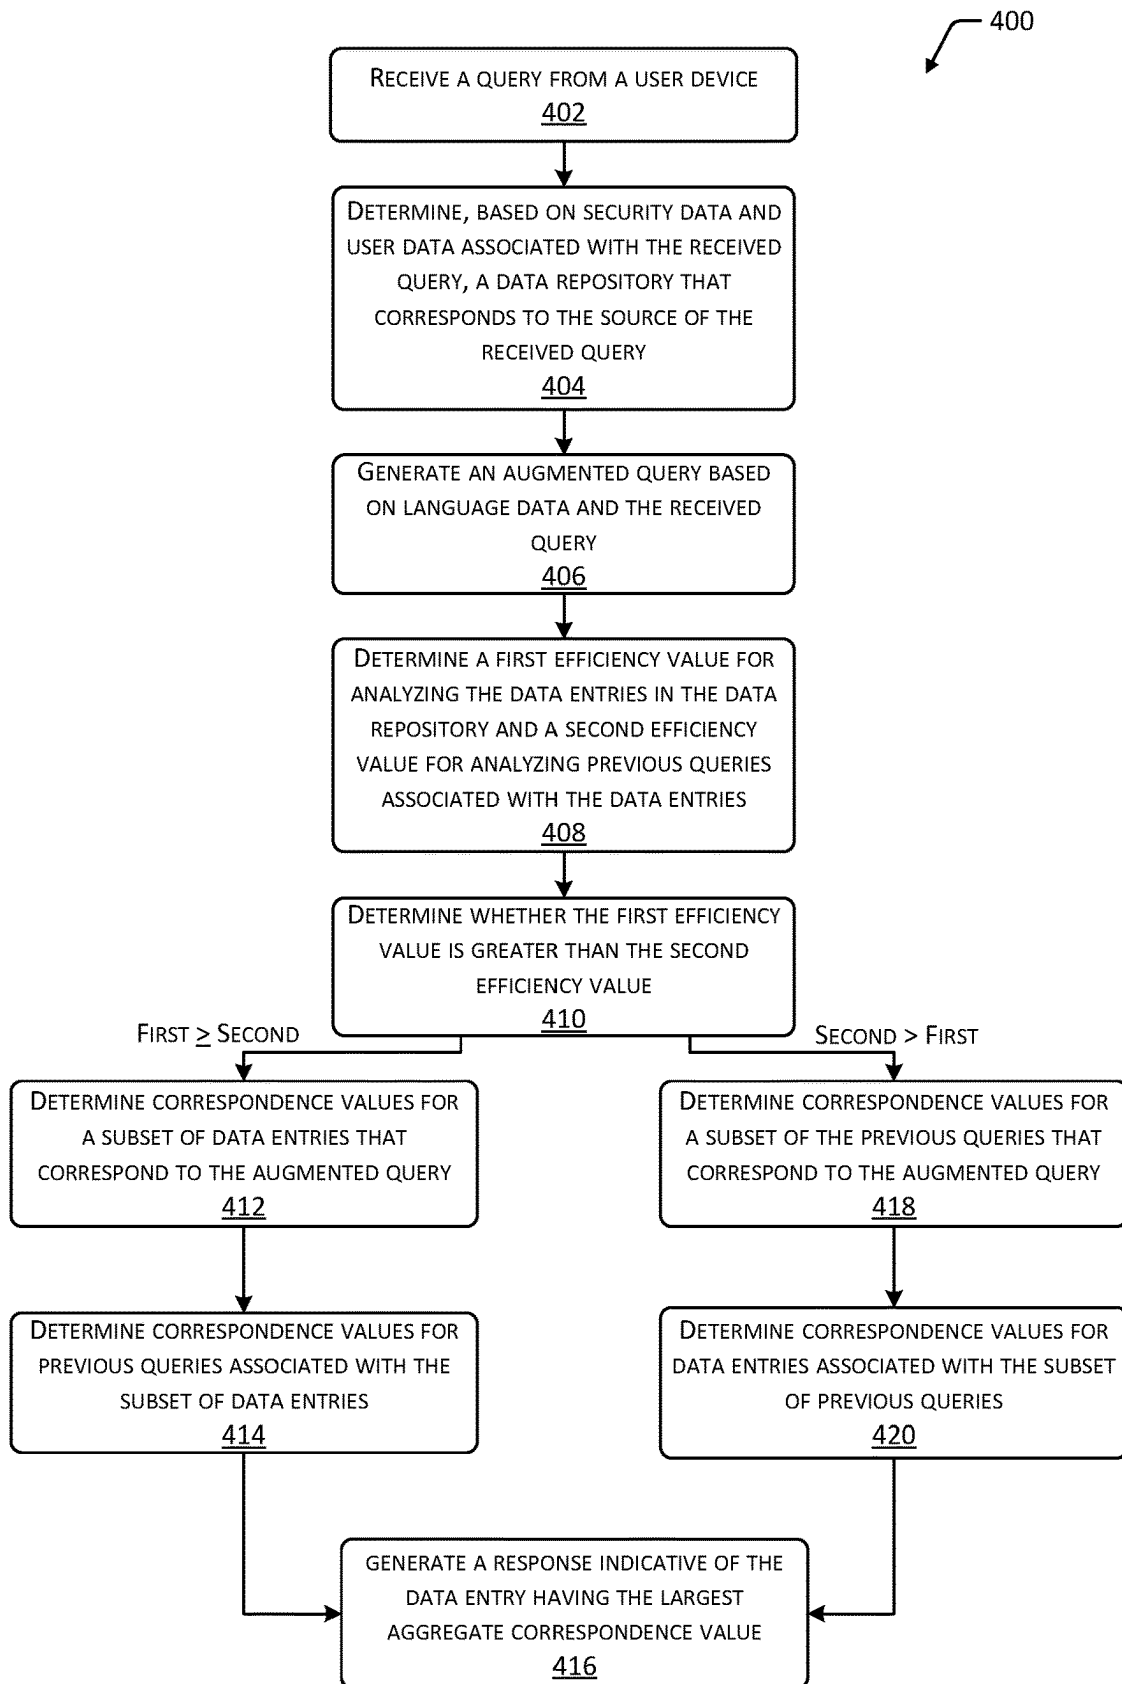 400
RECEIVE A QUERY FROM A USER DEVICE
402
DETERMINE, BASED ON SECURITY DATA AND
USER DATA ASSOCIATED WITH THE RECEIVED
QUERY, A DATA REPOSITORY THAT
CORRESPONDS TO THE SOURCE OF THE
RECEIVED QUERY
404
GENERATE AN AUGMENTED QUERY BASED
ON LANGUAGE DATA AND THE RECEIVED
QUERY
406
DETERMINE A FIRST EFFICIENCY VALUE FOR
ANALYZING THE DATA ENTRIES IN THE DATA
REPOSITORY AND A SECOND EFFICIENCY
VALUE FOR ANALYZING PREVIOUS QUERIES
ASSOCIATED WITH THE DATA ENTRIES
408
DETERMINE WHETHER THE FIRST EFFICIENCY
VALUE IS GREATER THAN THE SECOND
EFFICIENCY VALUE
410
FIRST ≥ SECOND
SECOND > FIRST
DETERMINE CORRESPONDENCE VALUES FOR
A SUBSET OF DATA ENTRIES THAT
CORRESPOND TO THE AUGMENTED QUERY
412
DETERMINE CORRESPONDENCE VALUES FOR
A SUBSET OF THE PREVIOUS QUERIES THAT
CORRESPOND TO THE AUGMENTED QUERY
418
DETERMINE CORRESPONDENCE VALUES FOR
PREVIOUS QUERIES ASSOCIATED WITH THE
SUBSET OF DATA ENTRIES
414
DETERMINE CORRESPONDENCE VALUES FOR
DATA ENTRIES ASSOCIATED WITH THE SUBSET
OF PREVIOUS QUERIES
420
GENERATE A RESPONSE INDICATIVE OF THE
DATA ENTRY HAVING THE LARGEST
AGGREGATE CORRESPONDENCE VALUE
416